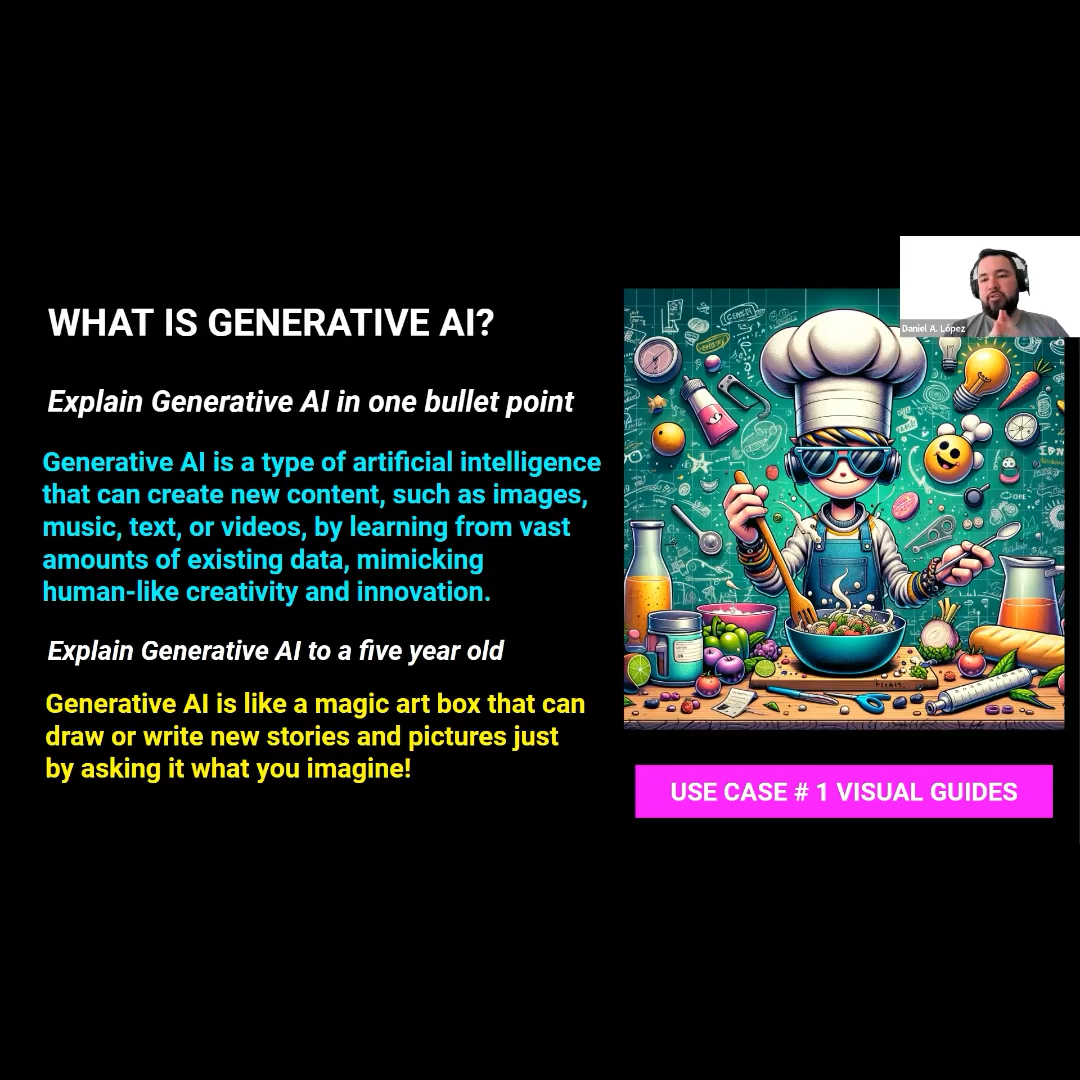 WHAT IS GENERATIVE AI?
Explain Generative AI in one bullet point
Generative AI is a type of artificial intelligence
that can create new content, such as images,
music, text, or videos, by learning from vast
amounts of existing data, mimicking
human-like creativity and innovation.
Explain Generative AI to a five year old
Generative AI is like a magic art box that can
draw or write new stories and pictures just
by asking it what you imagine!
Daniel A. López
USE CASE # 1 VISUAL GUIDES